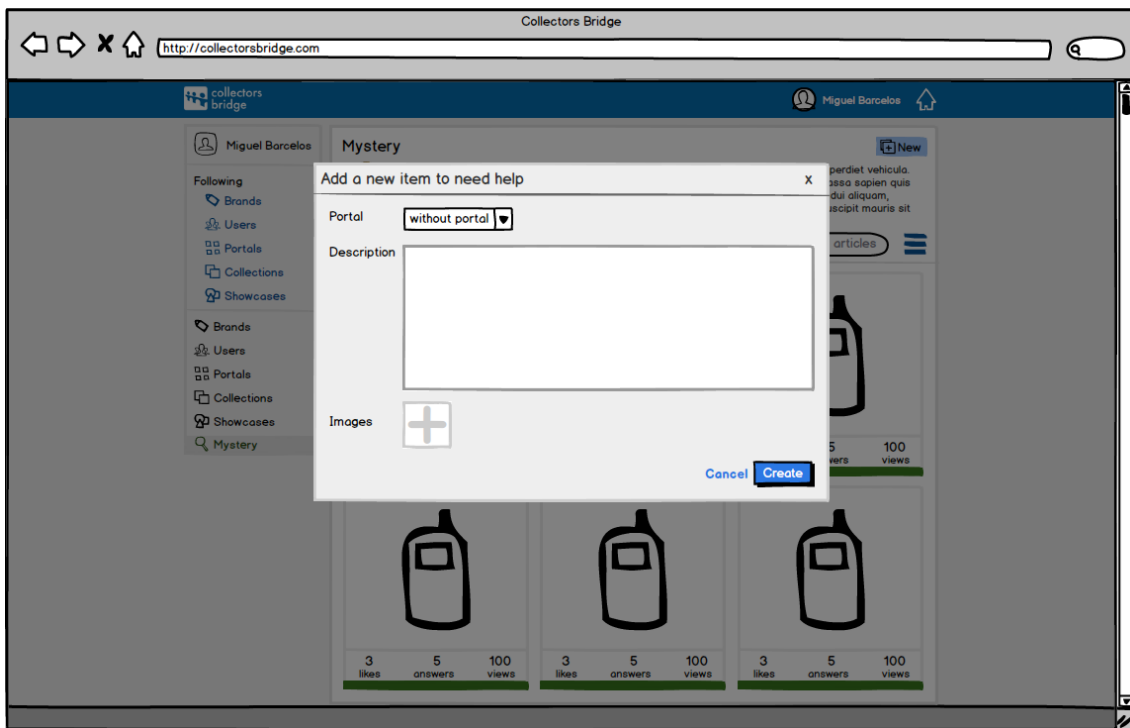 Collectors Bridge
http://collectorsbridge.com
collectors
bridge
Miguel Barcelos
Miguel Barcelos
Following
Brands
Users
Portals
Collections
Showcases
Brands
Users
Portals
Collections
Showcases
Mystery
Mystery
New
perdiet vehicula.
sapien quis
dui aliquam,
mauris sit
articles
Add a new item to need help
x
Portal
without portal
Description
Images
Cancel
Create
5 100
views
3 5 100
likes answers views
3 5 100
likes answers views
3 5 100
likes answers views